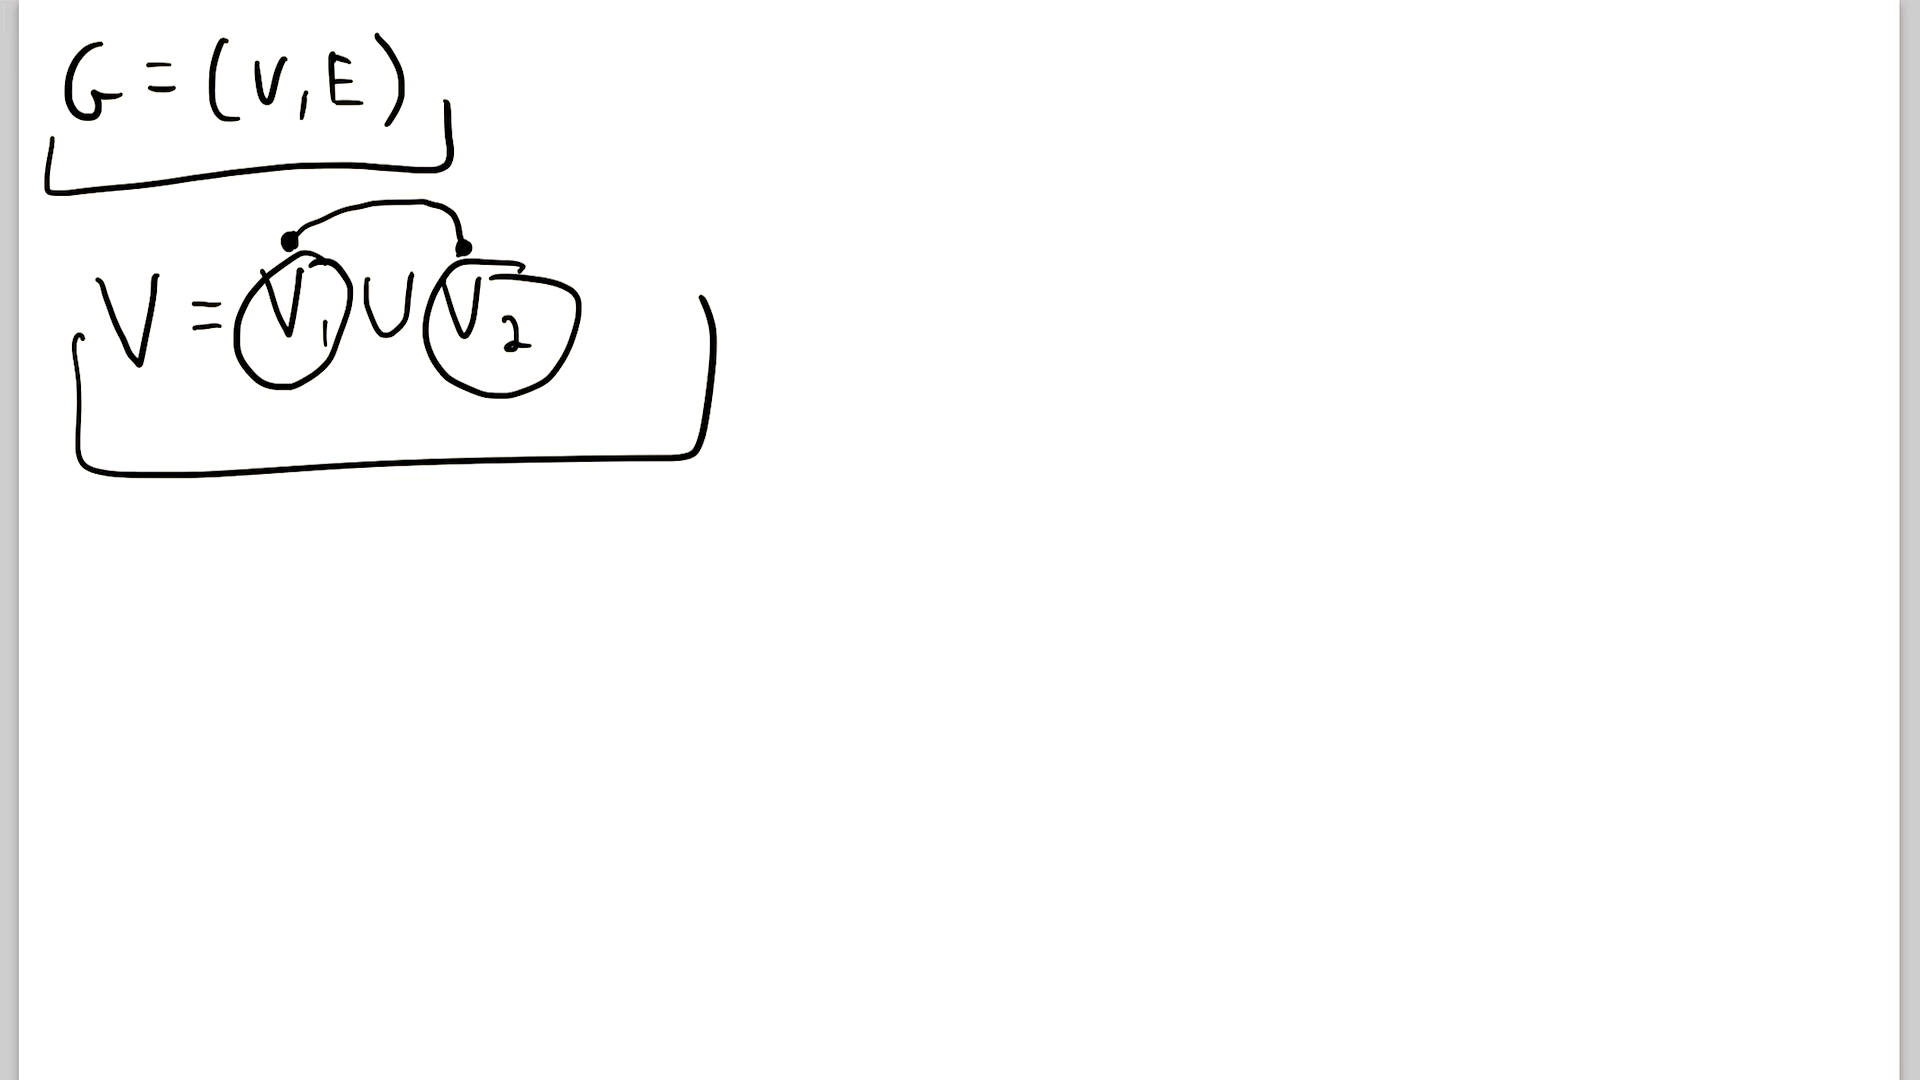 G = (V, E)
V = V₁ ∪ V₂